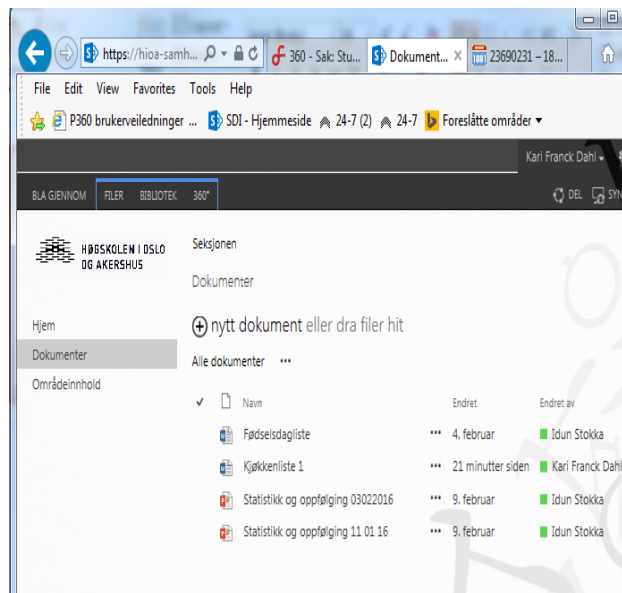 https://hioa-samh... 360 - Sak: Stu... Dokument... 23690231 – 18...
File Edit View Favorites Tools Help
P360 brukerveiledninger ... SDI - Hjemmeside 24-7 (2) 24-7 Foreslåtte områder
Kari Franck Dahl
BLA GJENNOM FILER BIBLIOTEK 360° DEL SYN
HØGSKOLEN I OSLO
OG AKERSHUS
Seksjonen
Dokumenter
Hjem
Dokumenter
Områdeinnhold
nytt dokument eller dra filer hit
Alle dokumenter ...
Navn Endret Endret av
Fødselsdagliste ... 4. februar Idun Stokka
Kjøkkenliste 1 ... 21 minutter siden Kari Franck Dahl
Statistikk og oppfølging 03022016 ... 9. februar Idun Stokka
Statistikk og oppfølging 11 01 16 ... 9. februar Idun Stokka